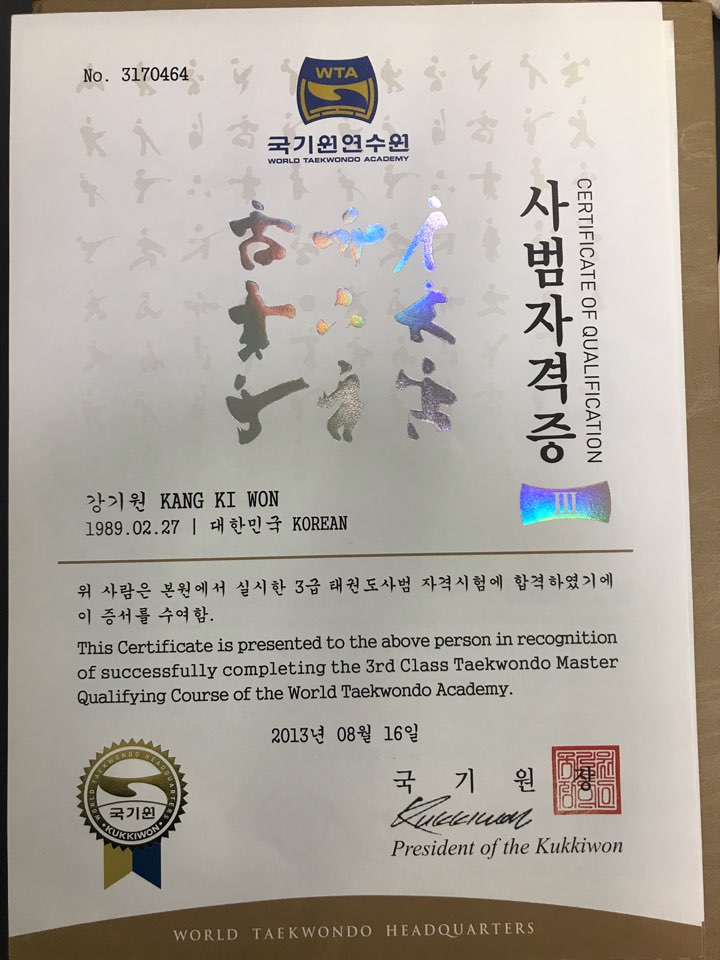 No. 3170464
WTA
국기원연수원
WORLD TAEKWONDO ACADEMY
사범자격증
CERTIFICATE OF QUALIFICATION
III
강기원 KANG KI WON
1989.02.27 | 대한민국 KOREAN
위 사람은 본원에서 실시한 3급 태권도사범 자격시험에 합격하였기에
이 증서를 수여함.
This Certificate is presented to the above person in recognition
of successfully completing the 3rd Class Taekwondo Master
Qualifying Course of the World Taekwondo Academy.
2013년 08월 16일
국 기 원 장
Kukkiwon
President of the Kukkiwon
WORLD TAEKWONDO HEADQUARTERS
국기원
KUKKIWON
WORLD TAEKWONDO HEADQUARTERS